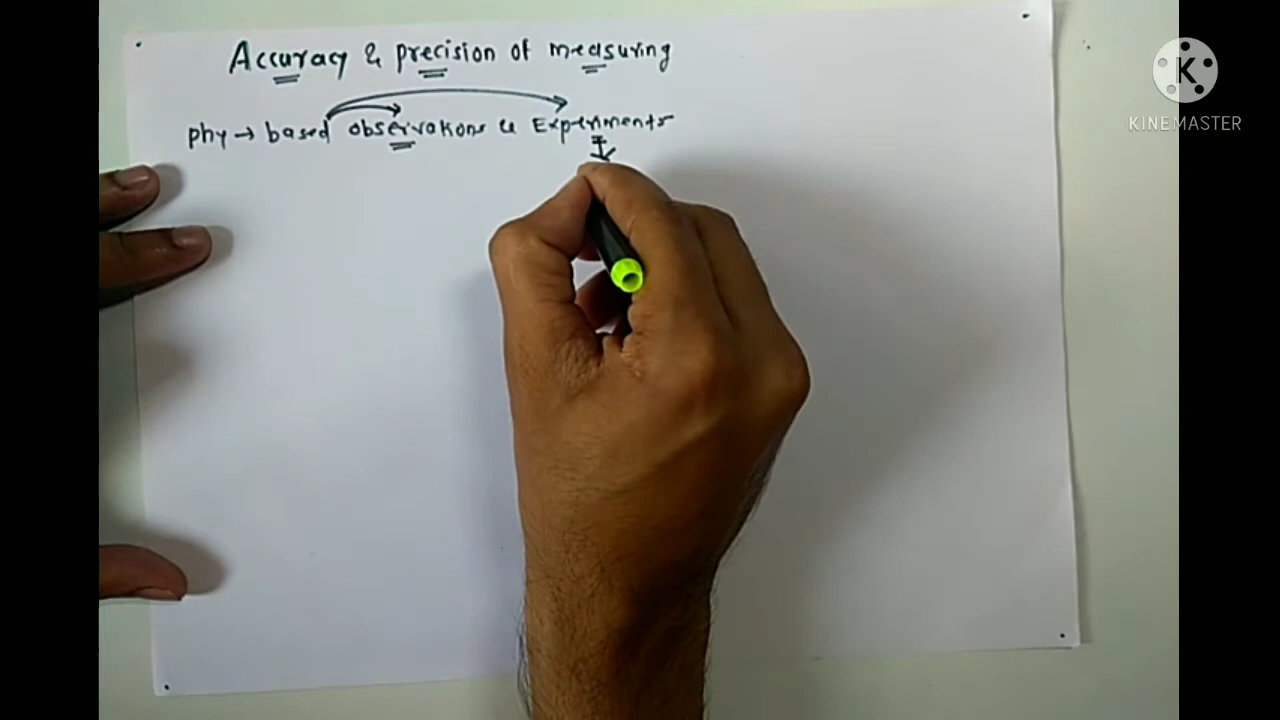 Accuracy & precision of measuring
phy → based observations & Experiments
K
KINEMASTER